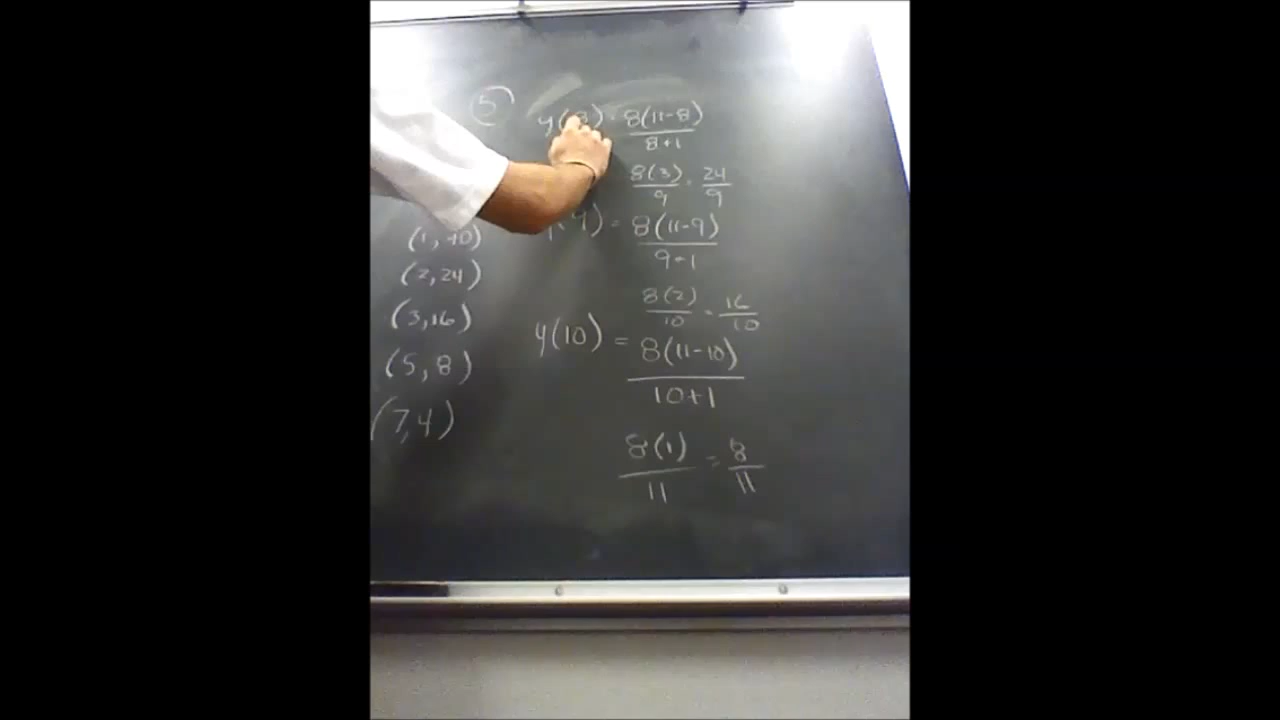 5
y(8) = 8(11-8)
8+1
8(3) = 24
9 9
y(9) = 8(11-9)
9+1
8(2) = 16
10 10
y(10) = 8(11-10)
10+1
8(1) = 8
11 11
(1, 40)
(2, 24)
(3, 16)
(5, 8)
(7, 4)